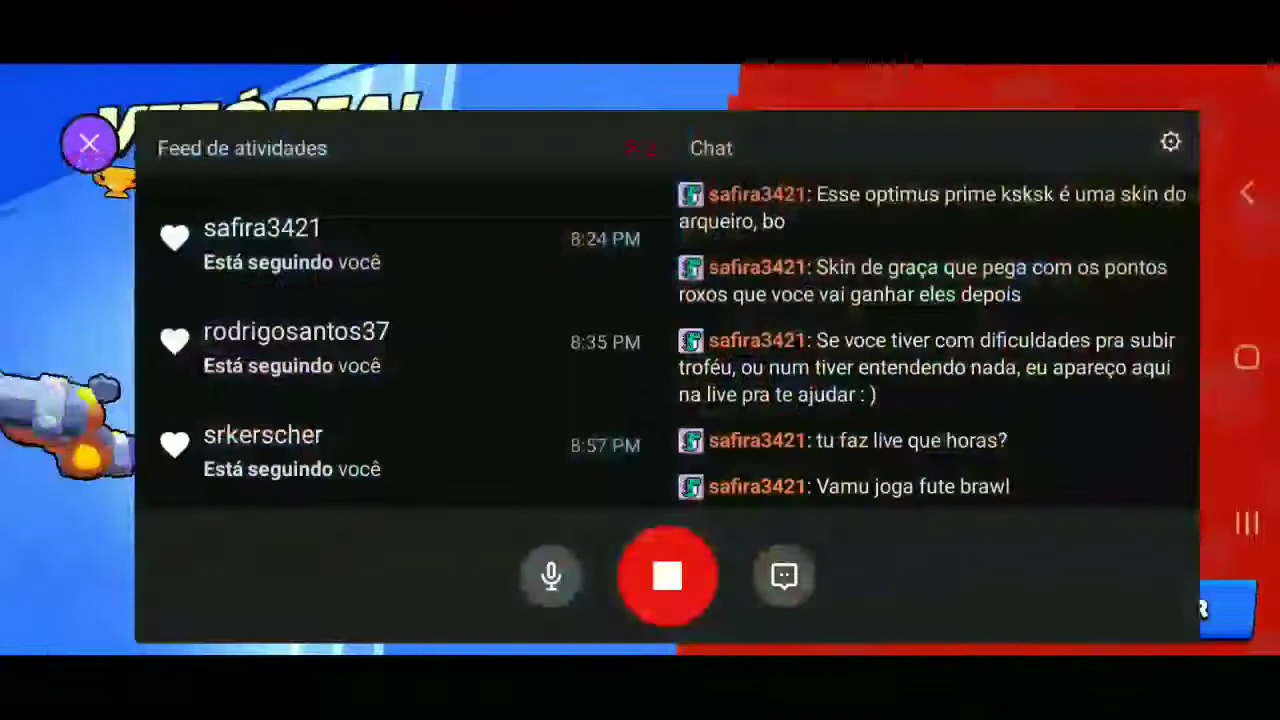 VITÓRIA!
Feed de atividades
safira3421
8:24 PM
Está seguindo você
rodrigosantos37
8:35 PM
Está seguindo você
srkerscher
8:57 PM
Está seguindo você
Chat
safira3421: Esse optimus prime ksksk é uma skin do
arqueiro, bo
safira3421: Skin de graça que pega com os pontos
roxos que voce vai ganhar eles depois
safira3421: Se voce tiver com dificuldades pra subir
troféu, ou num tiver entendendo nada, eu apareço aqui
na live pra te ajudar : )
safira3421: tu faz live que horas?
safira3421: Vamu joga fute brawl
R